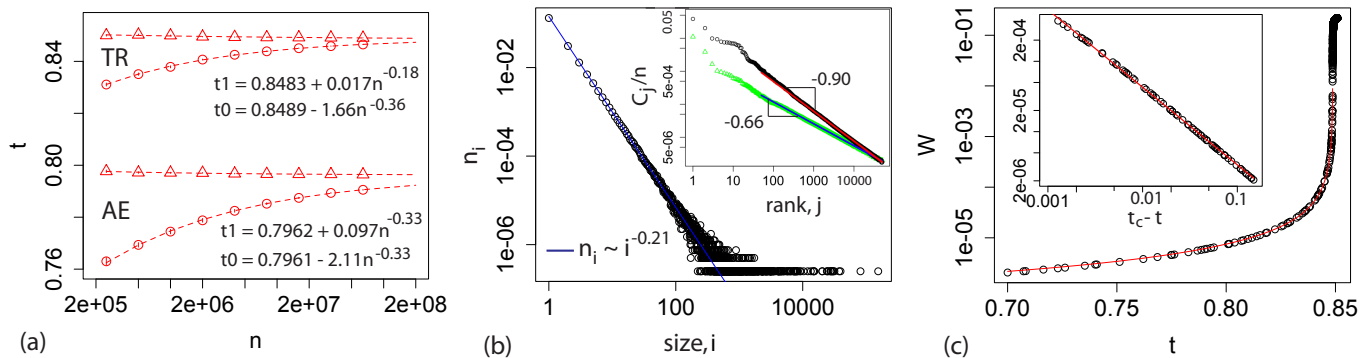 0.84
0.80
0.76
t
TR
t1 = 0.8483 + 0.017n^-0.18
t0 = 0.8489 - 1.66n^-0.36
AE
t1 = 0.7962 + 0.097n^-0.33
t0 = 0.7961 - 2.11n^-0.33
2e+05
2e+06
2e+07
2e+08
(a)
n
1e-02
1e-04
1e-06
n_i
n_i ~ i^-0.21
1
100
10000
(b)
size, i
0.05
5e-04
5e-06
C_j/n
-0.90
-0.66
1
10
100
10000
rank, j
1e-01
1e-03
1e-05
W
2e-04
2e-05
2e-06
0.001
0.01
0.1
t_c - t
0.70
0.75
0.80
0.85
(c)
t